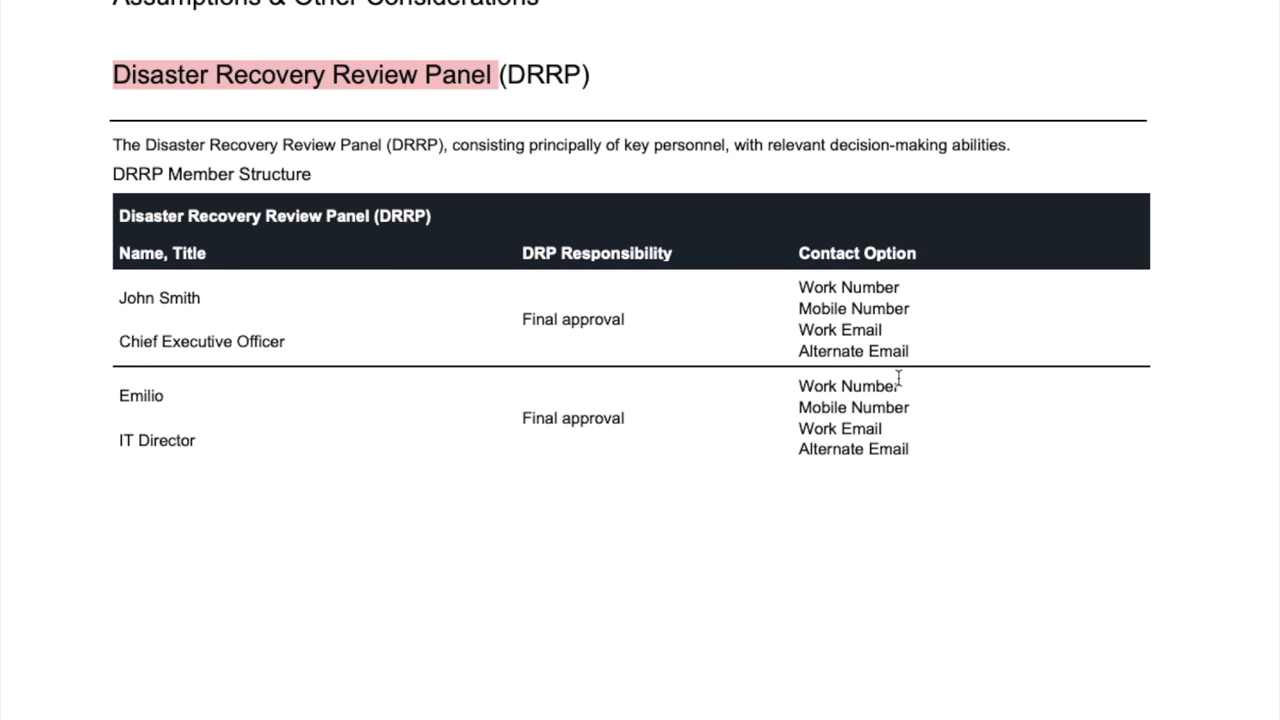 Assumptions & Other Considerations
Disaster Recovery Review Panel (DRRP)
The Disaster Recovery Review Panel (DRRP), consisting principally of key personnel, with relevant decision-making abilities.
DRRP Member Structure
Disaster Recovery Review Panel (DRRP)
Name, Title DRP Responsibility Contact Option
John Smith
Chief Executive Officer
Final approval
Work Number
Mobile Number
Work Email
Alternate Email
Emilio
IT Director
Final approval
Work Number
Mobile Number
Work Email
Alternate Email